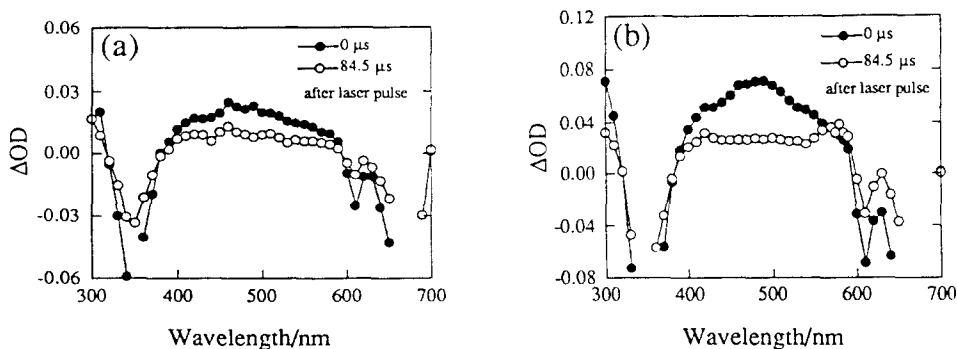 (a)
0 μs
84.5 μs
after laser pulse
0.06
0.03
0.00
-0.03
-0.06
ΔOD
300 400 500 600 700
Wavelength/nm
(b)
0 μs
84.5 μs
after laser pulse
0.12
0.08
0.04
0.00
-0.04
-0.08
ΔOD
300 400 500 600 700
Wavelength/nm